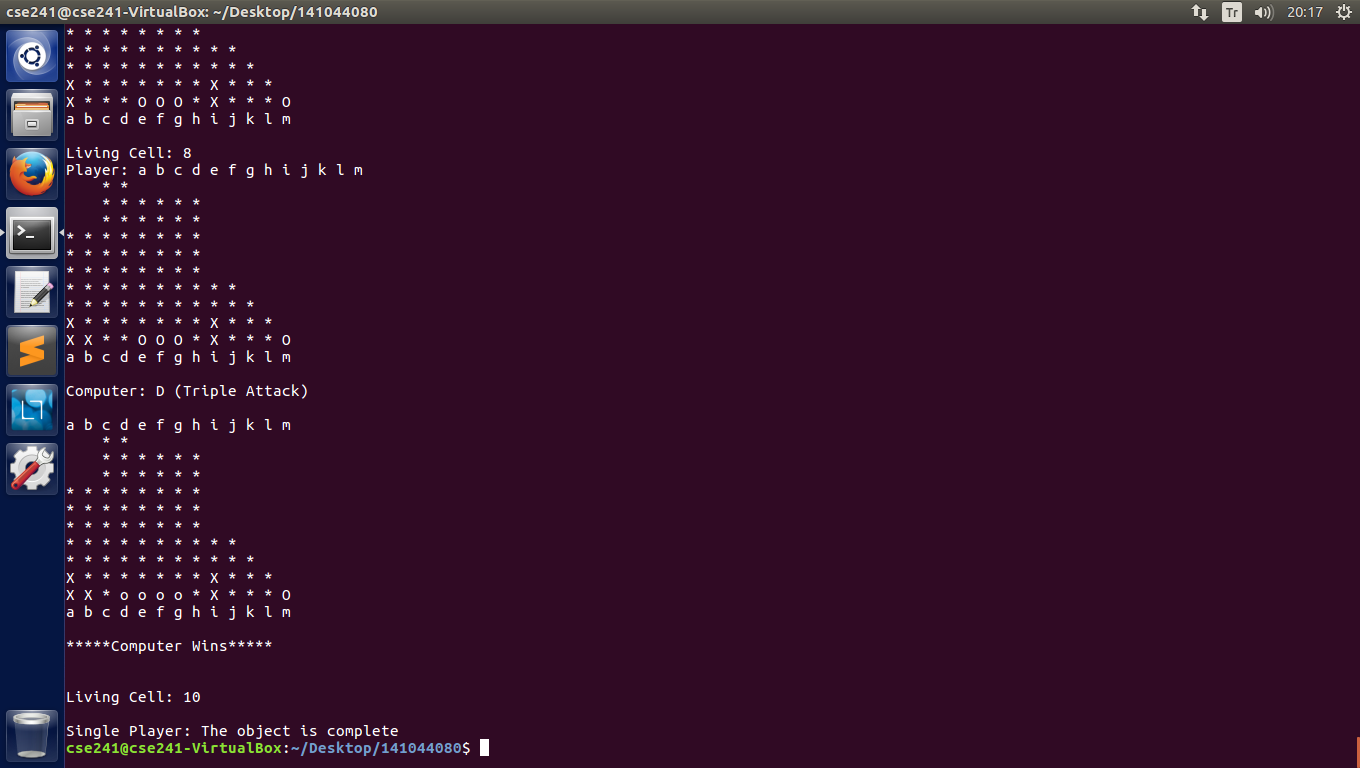 cse241@cse241-VirtualBox: ~/Desktop/141044080
Tr
20:17
* * * * * * * *
* * * * * * * * * *
* * * * * * * * * * *
X * * * * * * * X * * *
X * * * O O O * X * * * O
a b c d e f g h i j k l m
Living Cell: 8
Player: a b c d e f g h i j k l m
    * *
    * * * * * *
    * * * * * *
* * * * * * * *
* * * * * * * *
* * * * * * * *
* * * * * * * * * *
* * * * * * * * * * *
X * * * * * * * X * * *
X X * * O O O * X * * * O
a b c d e f g h i j k l m
Computer: D (Triple Attack)
a b c d e f g h i j k l m
    * *
    * * * * * *
    * * * * * *
* * * * * * * *
* * * * * * * *
* * * * * * * *
* * * * * * * * * *
* * * * * * * * * * *
X * * * * * * * X * * *
X X * o o o o * X * * * O
a b c d e f g h i j k l m
*****Computer Wins*****
Living Cell: 10
Single Player: The object is complete
cse241@cse241-VirtualBox:~/Desktop/141044080$